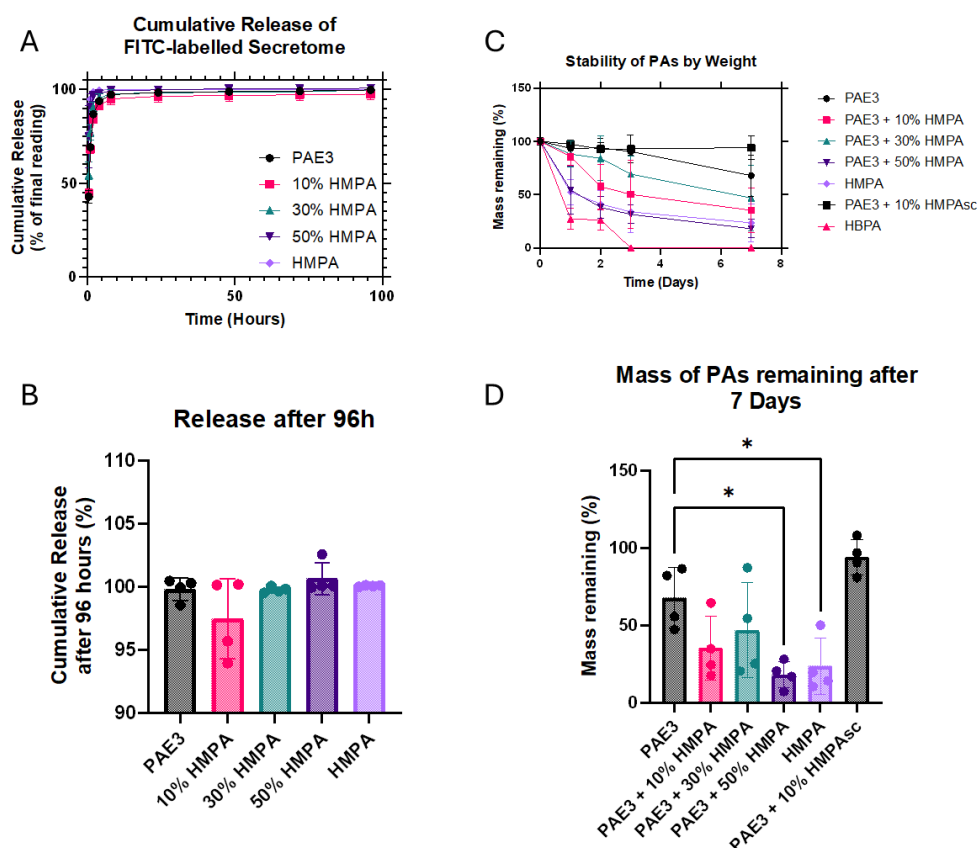 A
Cumulative Release of
FITC-labelled Secretome
Cumulative Release
(% of final reading)
100
50
0
0
50
100
Time (Hours)
PAE3
10% HMPA
30% HMPA
50% HMPA
HMPA
C
Stability of PAs by Weight
Mass remaining (%)
150
100
50
0
0
2
4
6
8
Time (Days)
PAE3
PAE3 + 10% HMPA
PAE3 + 30% HMPA
PAE3 + 50% HMPA
HMPA
PAE3 + 10% HMPAsc
HBPA
B
Release after 96h
Cumulative Release
after 96 hours (%)
110
105
100
95
90
PAE3
10% HMPA
30% HMPA
50% HMPA
HMPA
D
Mass of PAs remaining after
7 Days
Mass remaining (%)
150
100
50
0
*
*
PAE3
PAE3 + 10% HMPA
PAE3 + 30% HMPA
PAE3 + 50% HMPA
HMPA
PAE3 + 10% HMPAsc